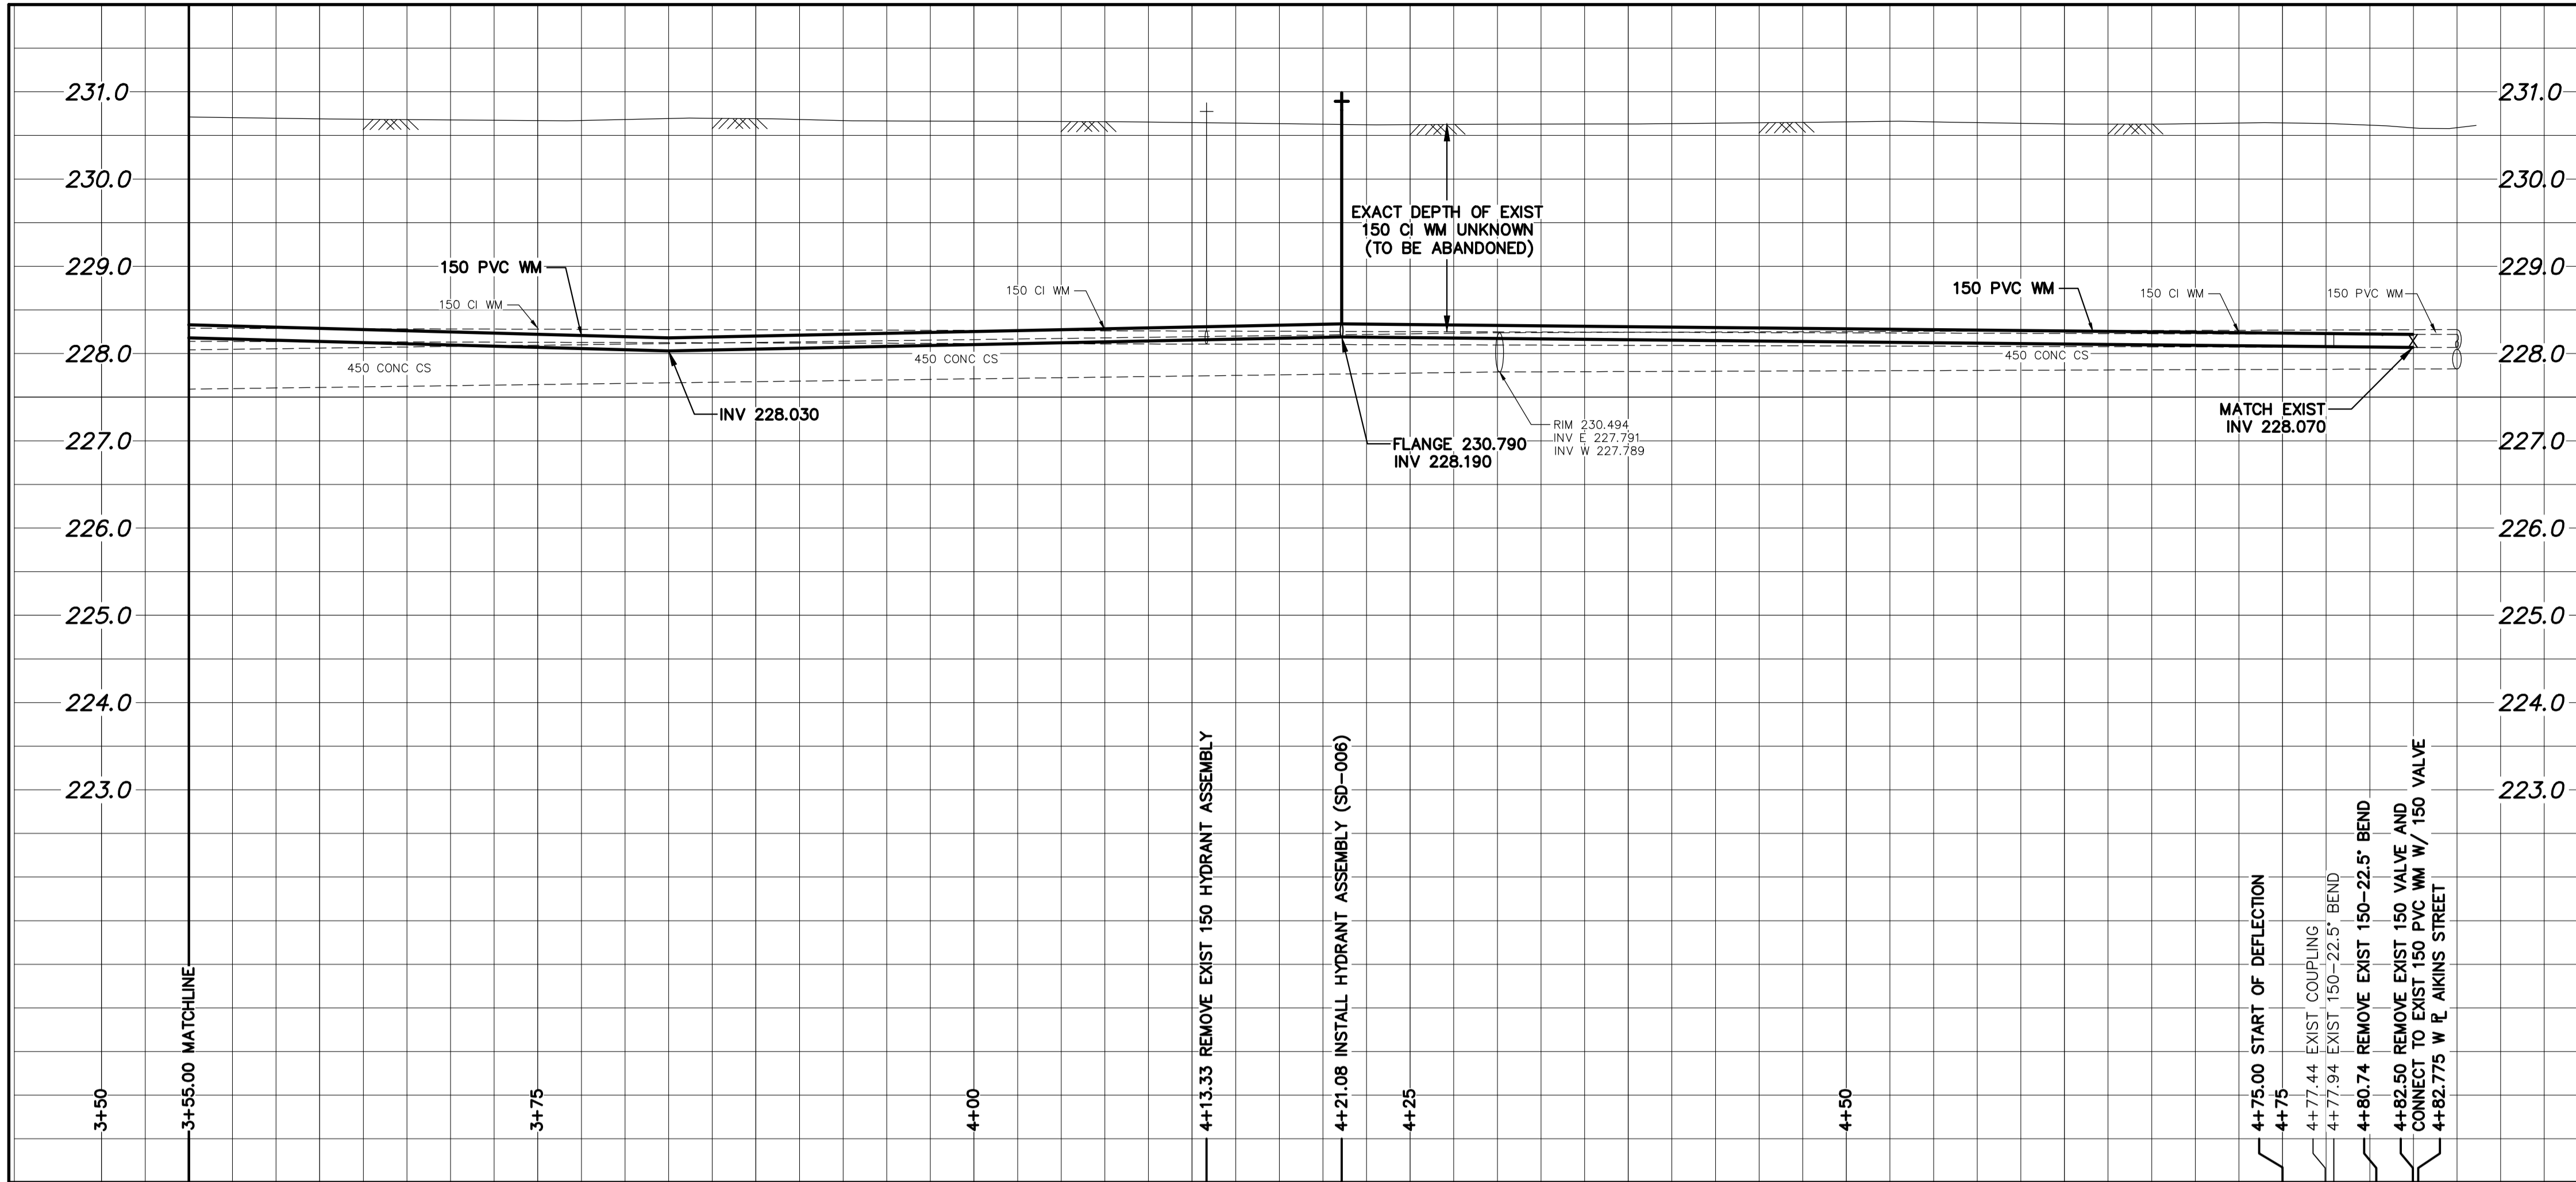 231.0
231.0
230.0
230.0
EXACT DEPTH OF EXIST
150 CI WM UNKNOWN
(TO BE ABANDONED)
229.0
229.0
150 PVC WM
150 CI WM
150 CI WM
150 PVC WM
150 CI WM
150 PVC WM
228.0
228.0
450 CONC CS
450 CONC CS
450 CONC CS
INV 228.030
FLANGE 230.790
INV 228.190
RIM 230.494
INV E 227.791
INV W 227.789
MATCH EXIST
INV 228.070
227.0
227.0
226.0
226.0
225.0
225.0
224.0
224.0
223.0
223.0
3+50
3+55.00 MATCHLINE
3+75
4+00
4+13.33 REMOVE EXIST 150 HYDRANT ASSEMBLY
4+21.08 INSTALL HYDRANT ASSEMBLY (SD-006)
4+25
4+50
4+75.00 START OF DEFLECTION
4+75
4+77.44 EXIST COUPLING
4+77.94 EXIST 150-22.5° BEND
4+80.74 REMOVE EXIST 150-22.5° BEND
4+82.50 REMOVE EXIST 150 VALVE AND
CONNECT TO EXIST 150 PVC WM W/ 150 VALVE
4+82.775 W PL AIKINS STREET